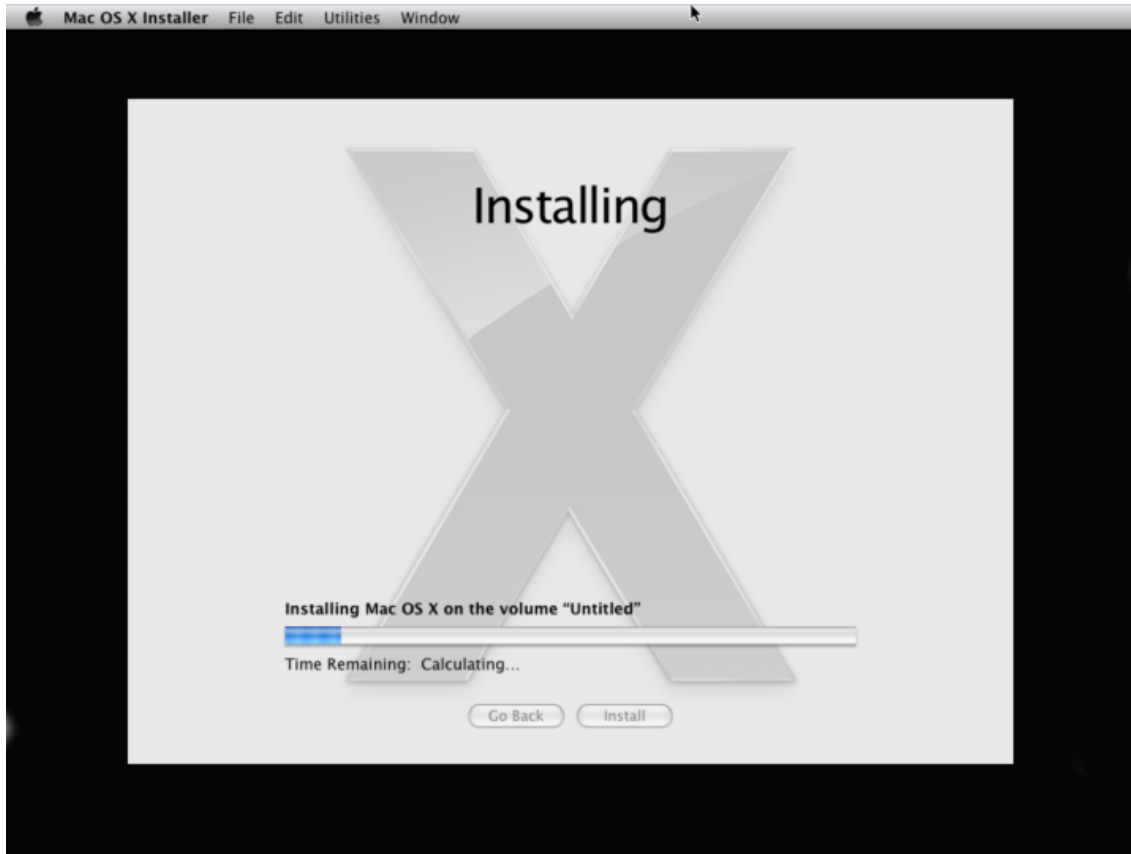 Mac OS X Installer File Edit Utilities Window
Installing
Installing Mac OS X on the volume “Untitled”
Time Remaining: Calculating...
Go Back Install